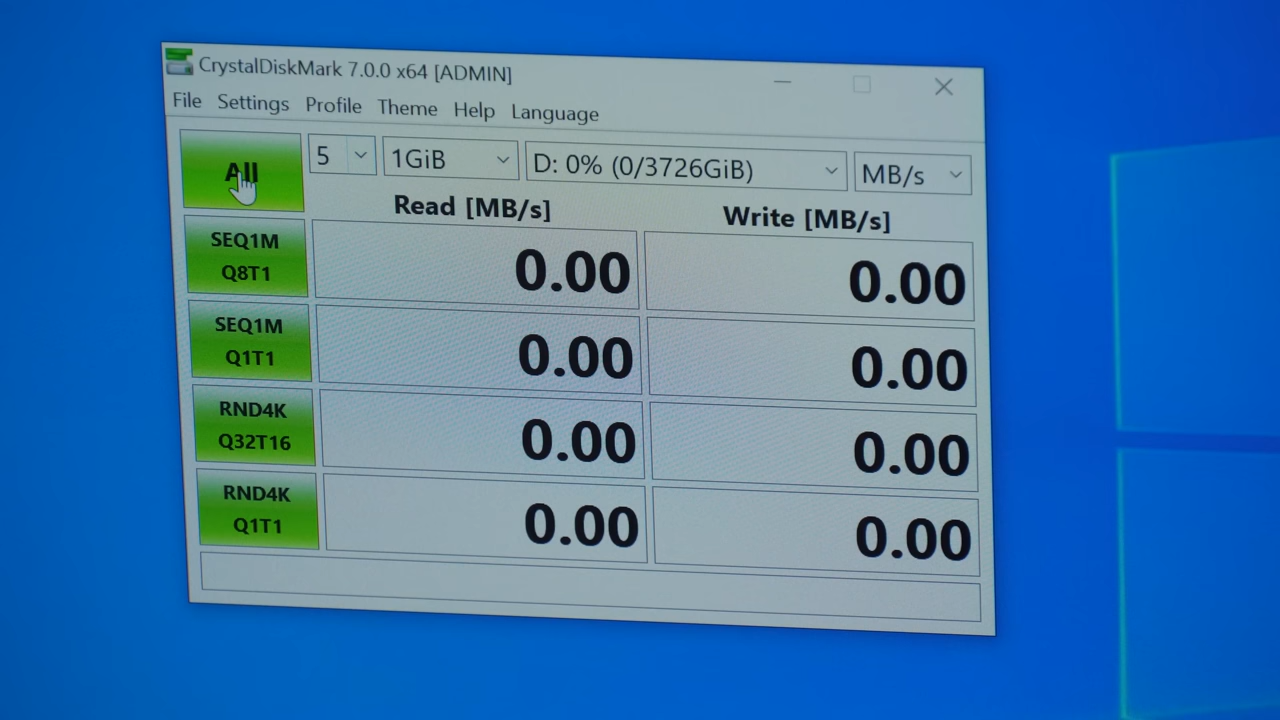 CrystalDiskMark 7.0.0 x64 [ADMIN]
File Settings Profile Theme Help Language
All 5 1GiB D: 0% (0/3726GiB) MB/s
Read [MB/s] Write [MB/s]
SEQ1M
Q8T1
0.00 0.00
SEQ1M
Q1T1
0.00 0.00
RND4K
Q32T16
0.00 0.00
RND4K
Q1T1
0.00 0.00